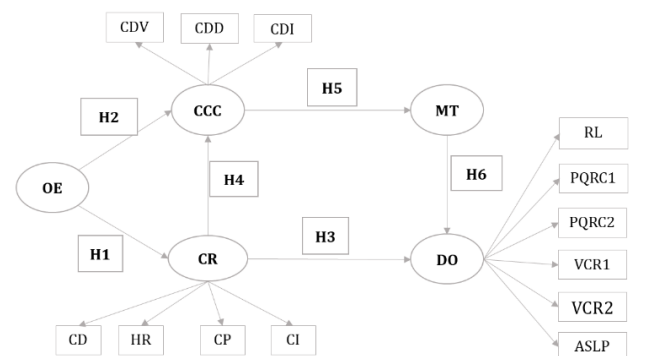 CDV CDD CDI
H5
H2 CCC MT
RL
OE H4 H6 PQRC1
PQRC2
H1 CR H3 DO
VCR1
VCR2
CD HR CP CI
ASLP